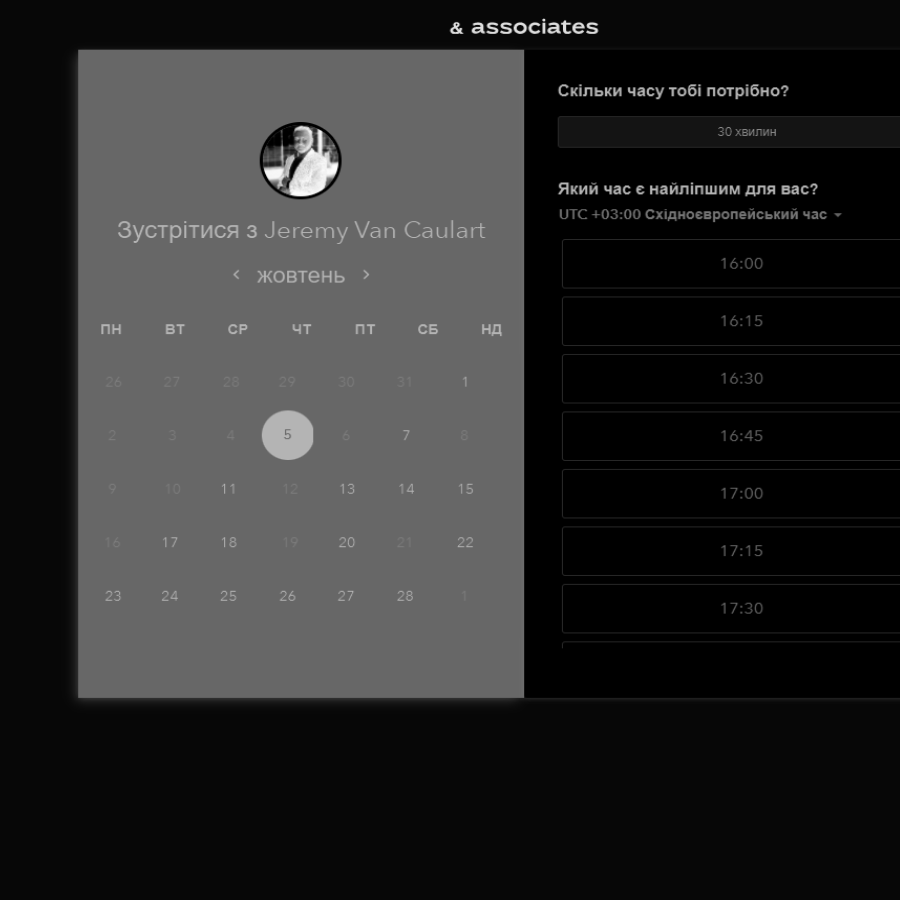 & associates
Зустрітися з Jeremy Van Caulart
жовтень
ПН ВТ СР ЧТ ПТ СБ НД
26 27 28 29 30 31 1
2 3 4 5 6 7 8
9 10 11 12 13 14 15
16 17 18 19 20 21 22
23 24 25 26 27 28 1
Скільки часу тобі потрібно?
30 хвилин
Який час є найліпшим для вас?
UTC +03:00 Східноєвропейський час
16:00
16:15
16:30
16:45
17:00
17:15
17:30